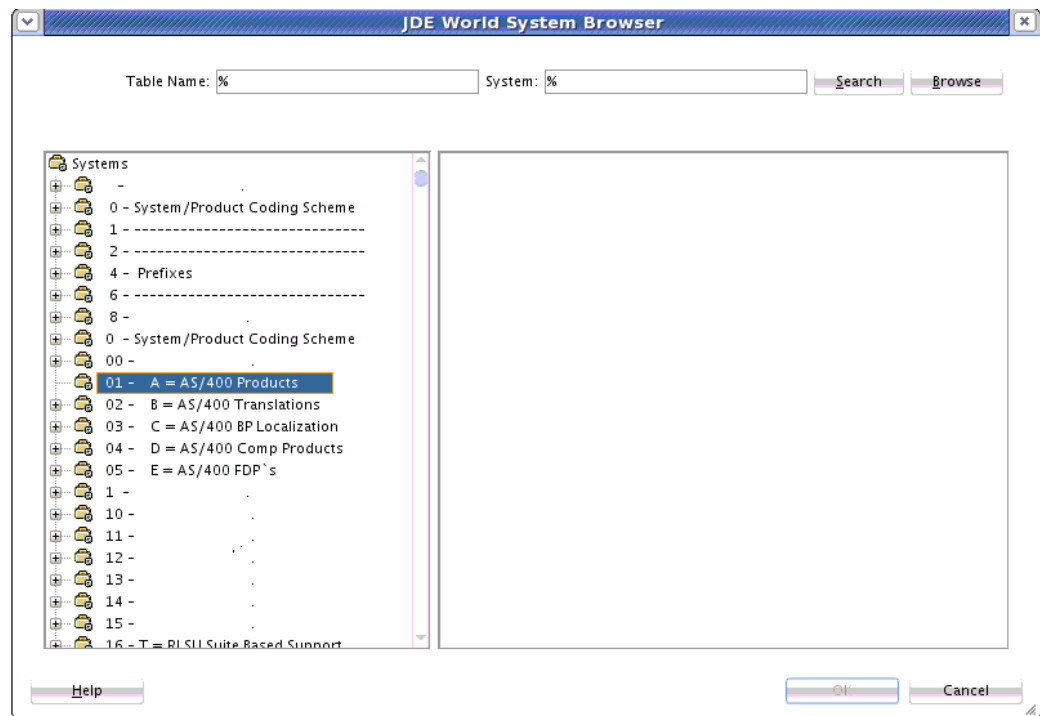 JDE World System Browser
Table Name: % System: % Search Browse
Systems
- .
0 - System/Product Coding Scheme
1 - ------------------------------
2 - ------------------------------
4 - Prefixes
6 - ------------------------------
8 - .
0 - System/Product Coding Scheme
00 - .
01 - A = AS/400 Products
02 - B = AS/400 Translations
03 - C = AS/400 BP Localization
04 - D = AS/400 Comp Products
05 - E = AS/400 FDP`s
1 - .
10 - .
11 - .
12 - .
13 - .
14 - .
15 - .
16 - T = RLSU Suite Based Support
Help OK Cancel